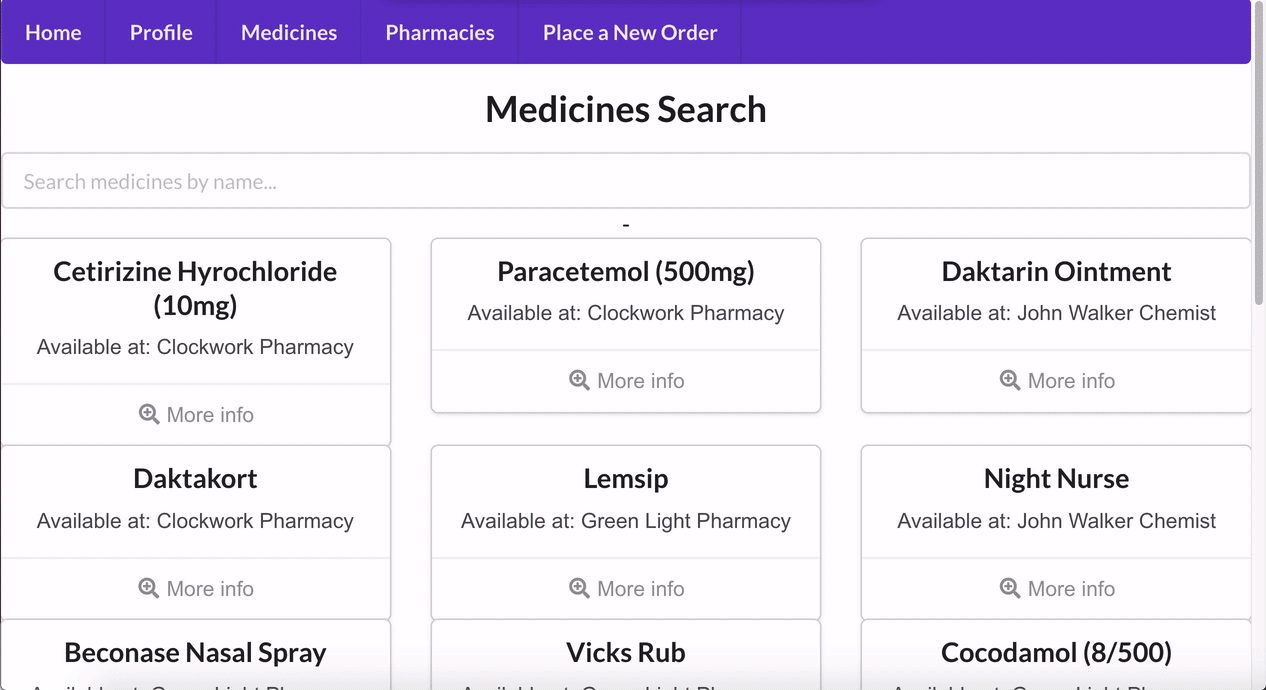 Home Profile Medicines Pharmacies Place a New Order
Medicines Search
Search medicines by name...
-
Cetirizine Hyrochloride
(10mg)
Available at: Clockwork Pharmacy
More info
Paracetemol (500mg)
Available at: Clockwork Pharmacy
More info
Daktarin Ointment
Available at: John Walker Chemist
More info
Daktakort
Available at: Clockwork Pharmacy
More info
Lemsip
Available at: Green Light Pharmacy
More info
Night Nurse
Available at: John Walker Chemist
More info
Beconase Nasal Spray
Vicks Rub
Cocodamol (8/500)